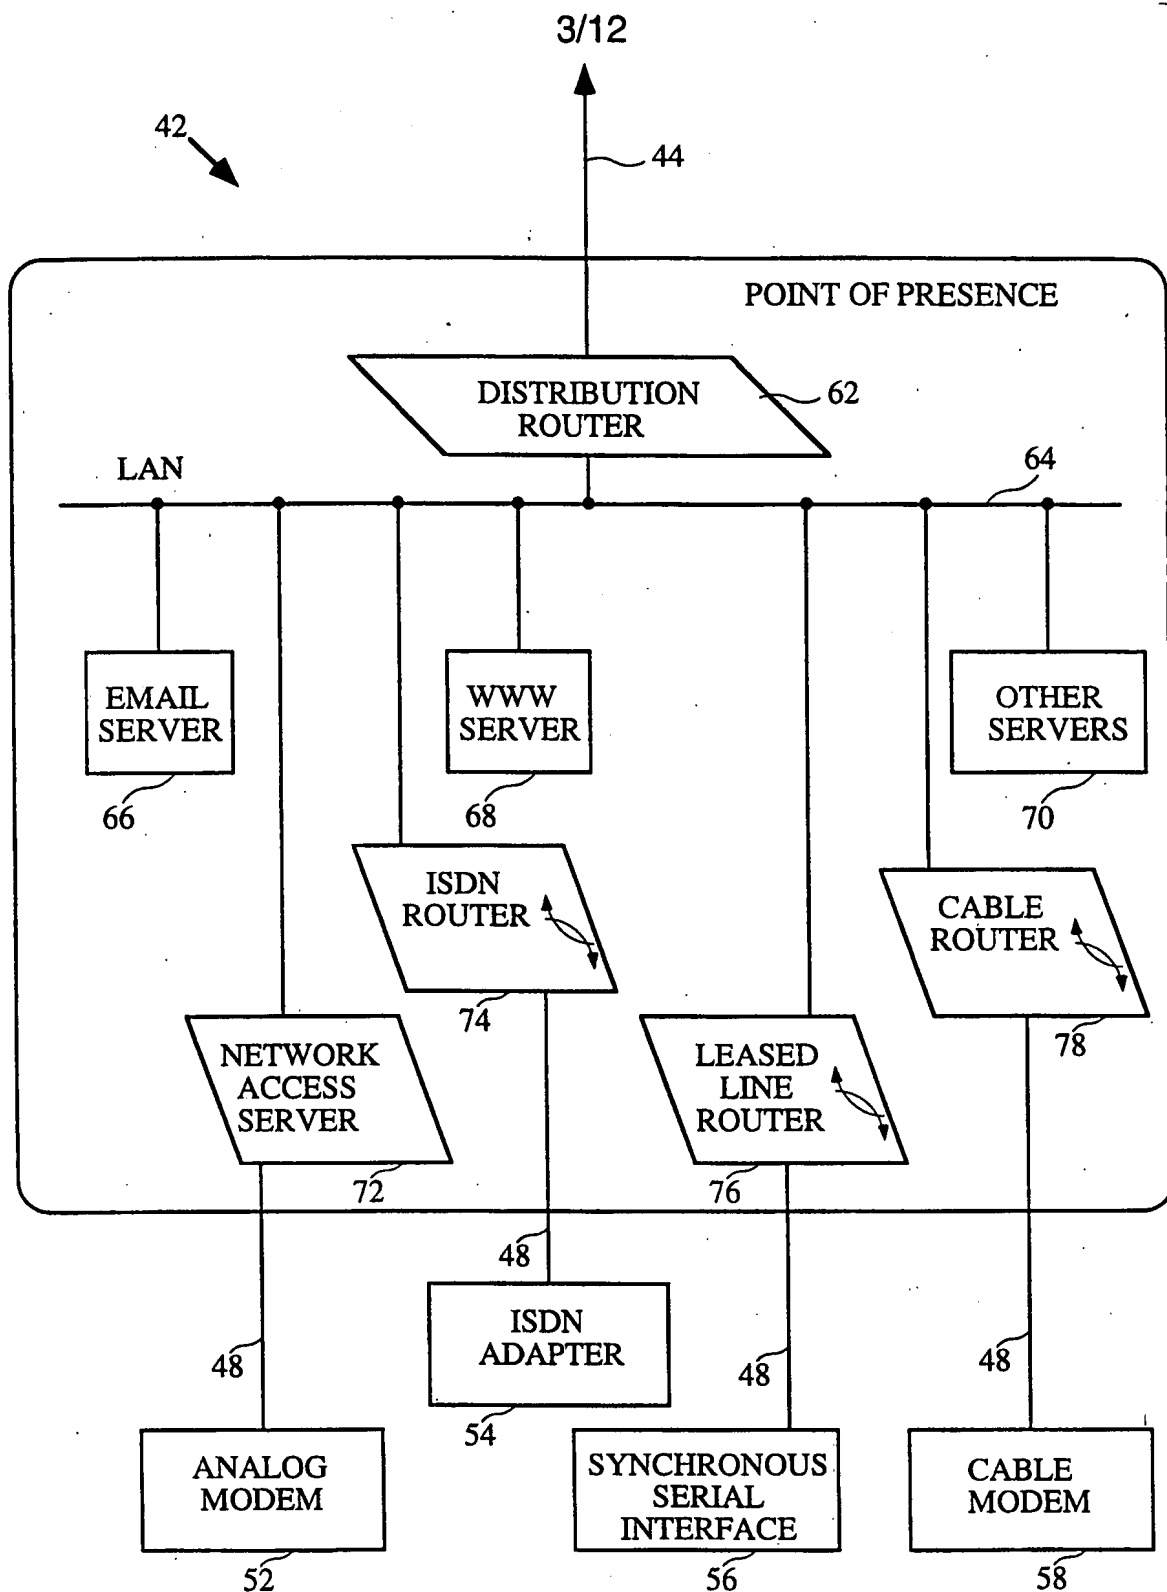 3/12
42
44
POINT OF PRESENCE
DISTRIBUTION
ROUTER
62
LAN
64
EMAIL
SERVER
66
WWW
SERVER
68
OTHER
SERVERS
70
ISDN
ROUTER
74
CABLE
ROUTER
78
NETWORK
ACCESS
SERVER
72
LEASED
LINE
ROUTER
76
48
ISDN
ADAPTER
54
48
48
48
ANALOG
MODEM
52
SYNCHRONOUS
SERIAL
INTERFACE
56
CABLE
MODEM
58